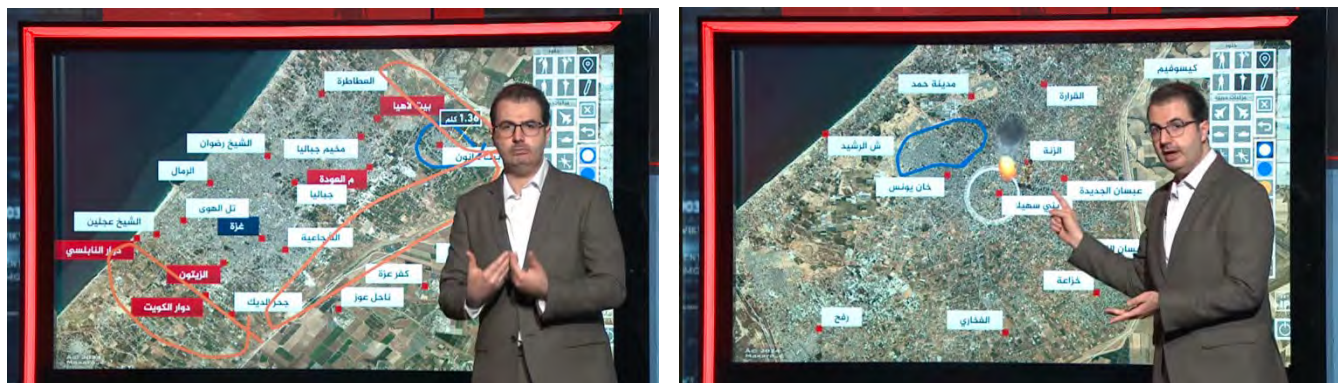 المطاطرة
بيت لاهيا
1.36 كلم
الشيخ رضوان
مخيم جباليا
الرمال
م العودة
جباليا
تل الهوى
الشيخ عجلين
غزة
الشجاعية
دوار النابلسي
الزيتون
كفر عزة
ناحل عوز
جحر الديك
دوار الكويت
كيسوفيم
مدينة حمد
القرارة
ش الرشيد
الزنة
خان يونس
عبسان الجديدة
بني سهيلا
خزاعة
رفح
الفخاري